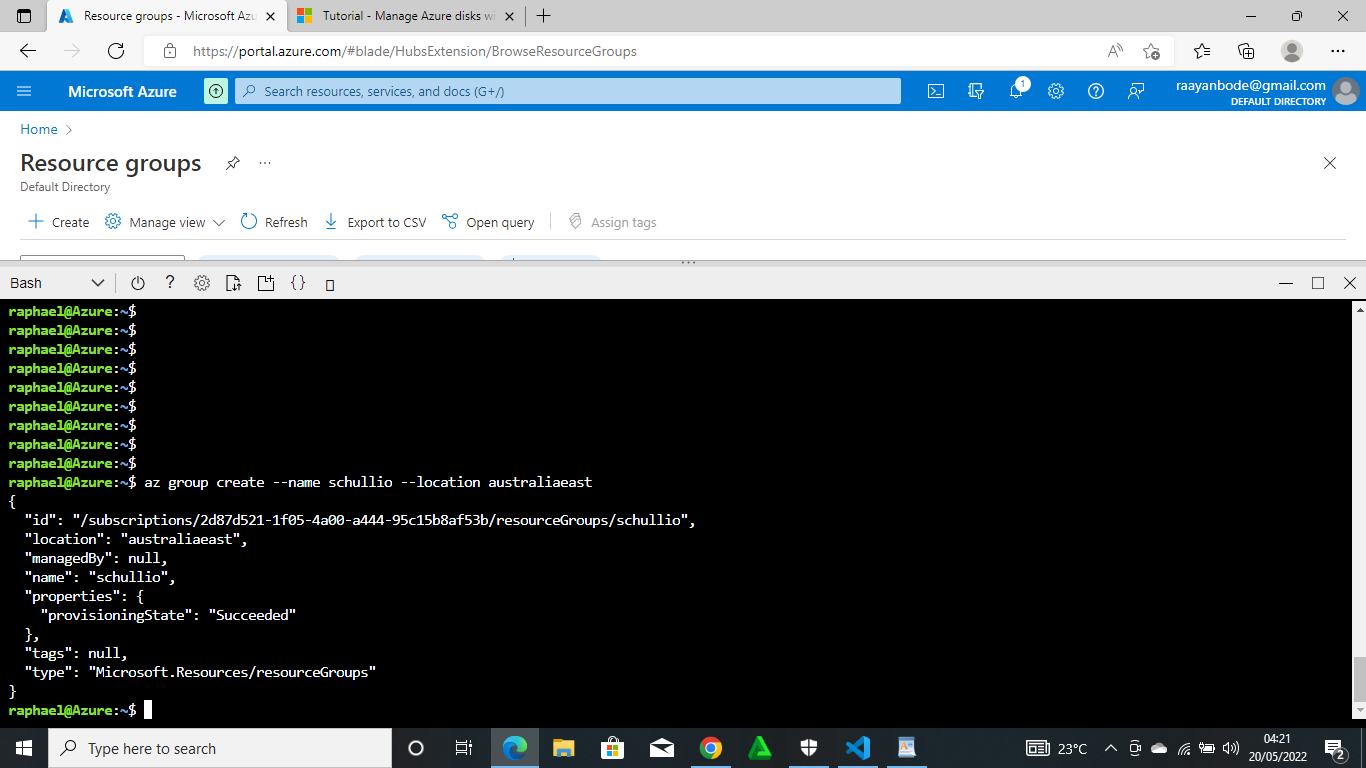 Resource groups - Microsoft Azu
Tutorial - Manage Azure disks wi
https://portal.azure.com/#blade/HubsExtension/BrowseResourceGroups
Microsoft Azure
Search resources, services, and docs (G+/)
1
raayanbode@gmail.com
DEFAULT DIRECTORY
Home
Resource groups
Default Directory
Create
Manage view
Refresh
Export to CSV
Open query
Assign tags
Bash
raphael@Azure:~$
raphael@Azure:~$
raphael@Azure:~$
raphael@Azure:~$
raphael@Azure:~$
raphael@Azure:~$
raphael@Azure:~$
raphael@Azure:~$
raphael@Azure:~$
raphael@Azure:~$ az group create --name schullio --location australiaeast
{
"id": "/subscriptions/2d87d521-1f05-4a00-a444-95c15b8af53b/resourceGroups/schullio",
"location": "australiaeast",
"managedBy": null,
"name": "schullio",
"properties": {
"provisioningState": "Succeeded"
},
"tags": null,
"type": "Microsoft.Resources/resourceGroups"
}
raphael@Azure:~$
Type here to search
23°C
04:21
20/05/2022
2